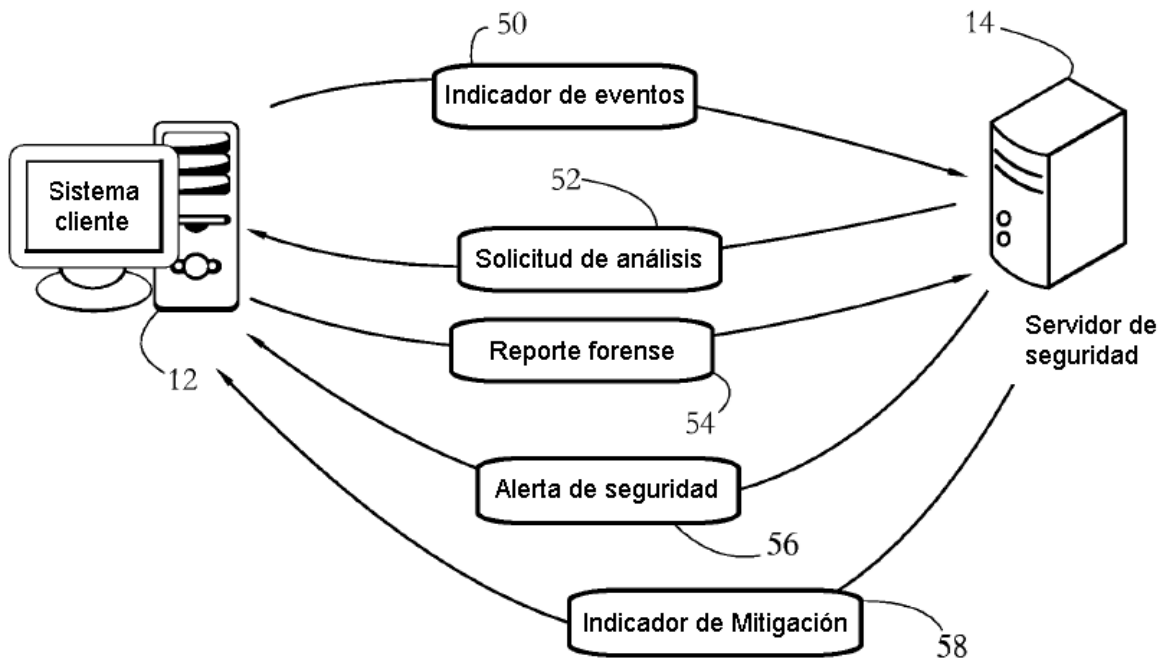 50
14
Indicador de eventos
Sistema
cliente
52
Solicitud de análisis
Reporte forense
Servidor de
seguridad
12
54
Alerta de seguridad
56
Indicador de Mitigación
58